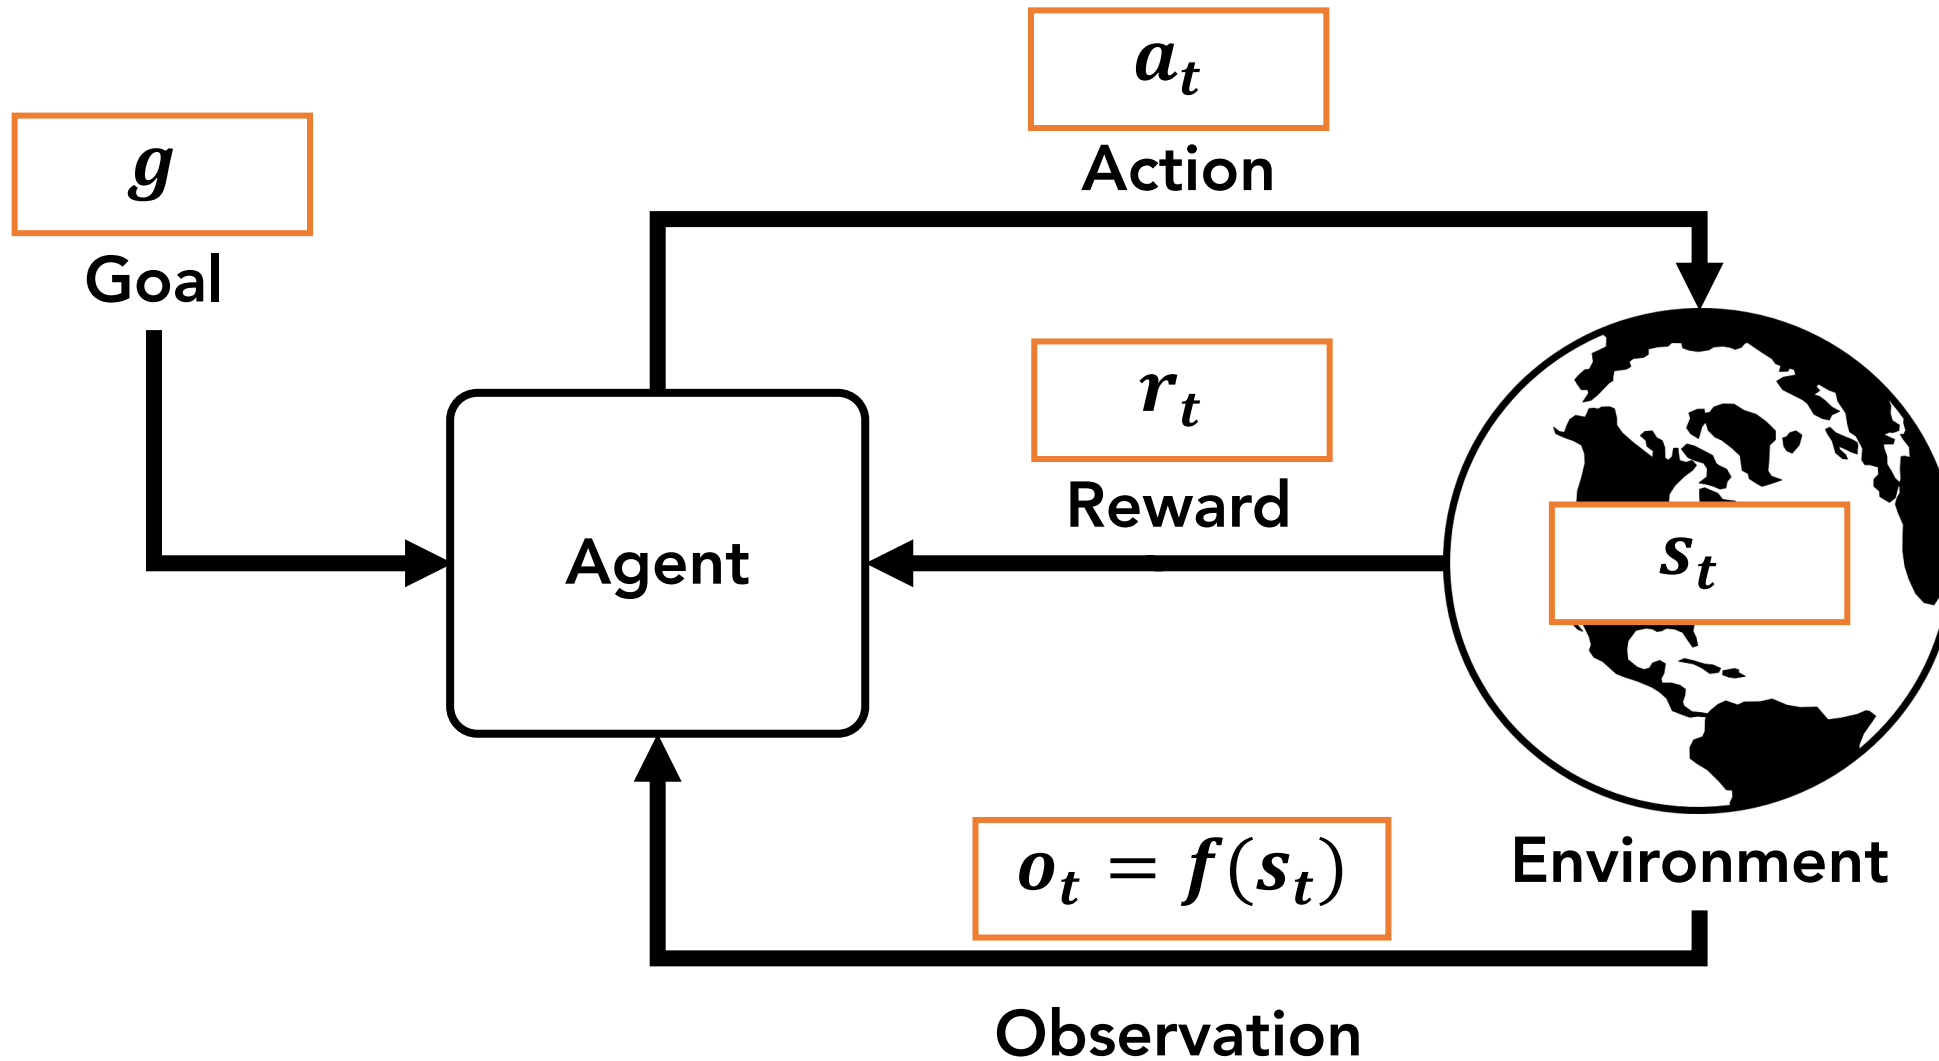 a_t
Action
g
Goal
r_t
Reward
Agent
s_t
o_t = f(s_t)
Environment
Observation